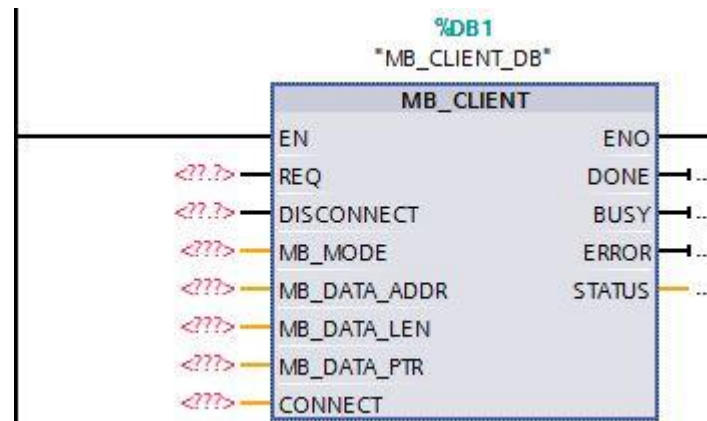 %DB1
"MB_CLIENT_DB"
MB_CLIENT
EN ENO
<??.?> REQ DONE ...
<??.?> DISCONNECT BUSY ...
<???> MB_MODE ERROR ...
<???> MB_DATA_ADDR STATUS ...
<???> MB_DATA_LEN
<???> MB_DATA_PTR
<???> CONNECT